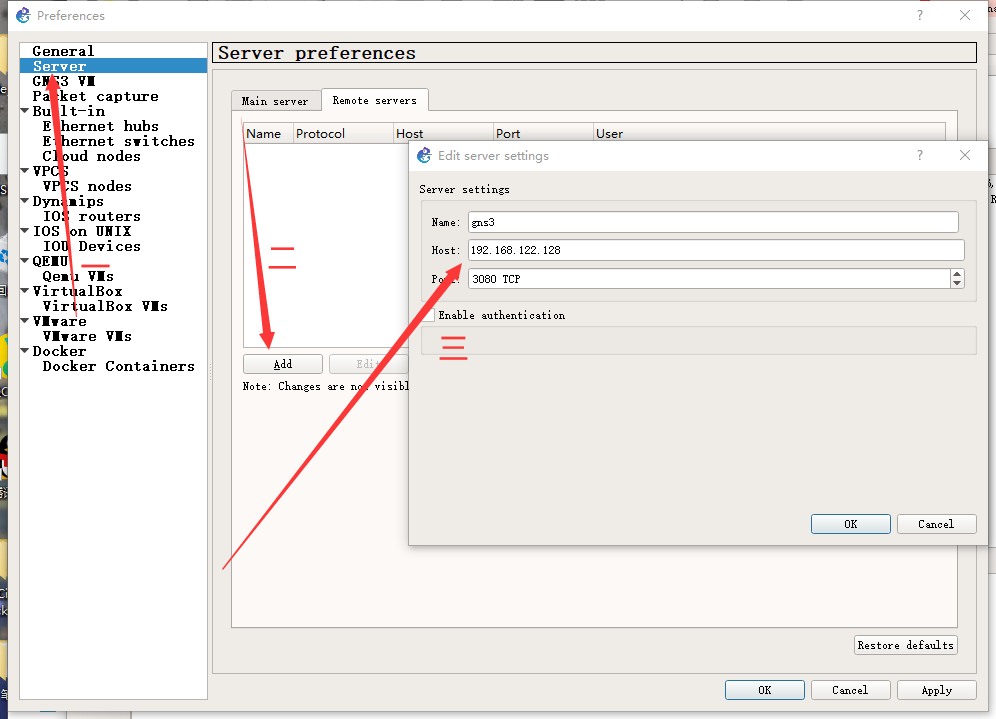 Preferences
General
Server
GNS3 VM
Packet capture
Built-in
Ethernet hubs
Ethernet switches
Cloud nodes
VPCS
VPCS nodes
Dynamips
IOS routers
IOS on UNIX
IOU Devices
QEMU
一
Qemu VMs
VirtualBox
VirtualBox VMs
VMware
VMware VMs
Docker
Docker Containers
Server preferences
Main server
Remote servers
Name Protocol Host Port User
二
Add
Edit
Note: Changes are not visibl
Edit server settings
Server settings
Name: gns3
Host: 192.168.122.128
Port: 3080 TCP
Enable authentication
三
OK Cancel
Restore defaults
OK Cancel Apply